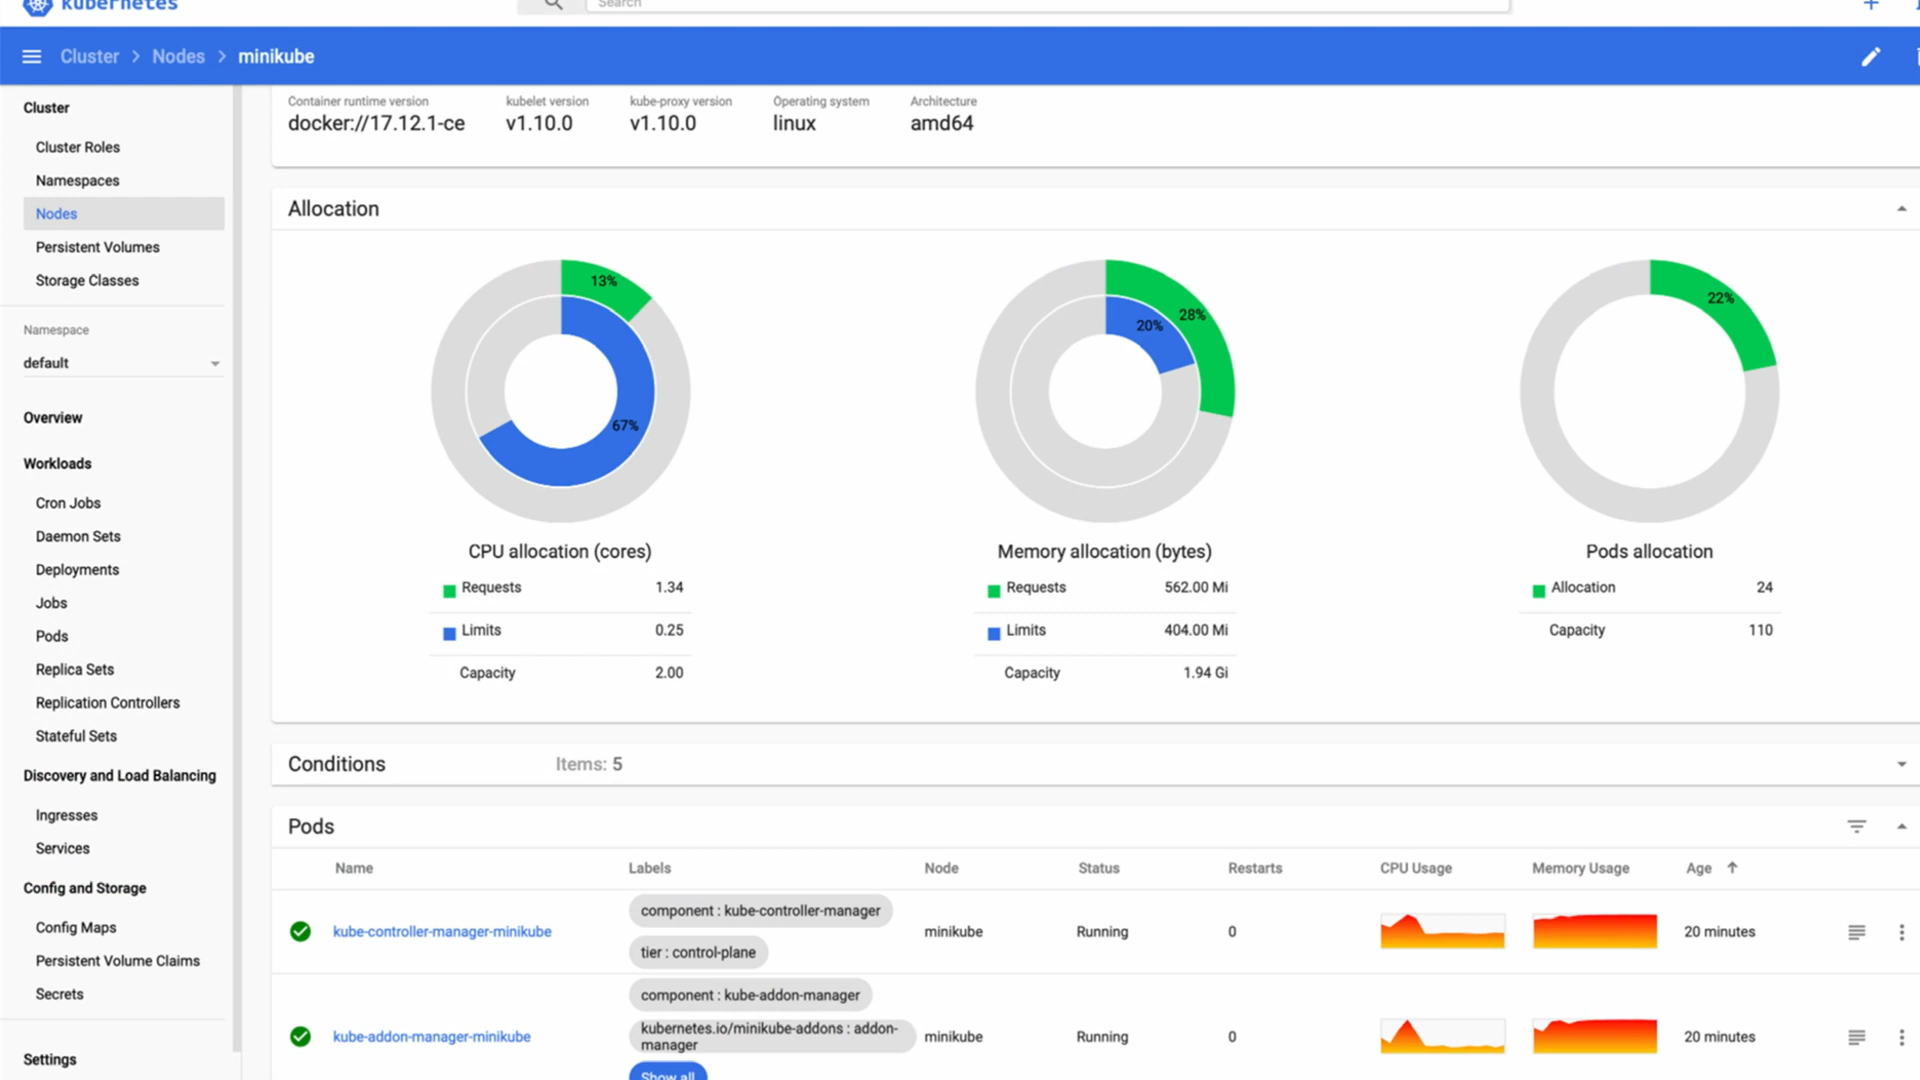 kubernetes
Search
Cluster > Nodes > minikube
Cluster
Cluster Roles
Namespaces
Nodes
Persistent Volumes
Storage Classes
Namespace
default
Overview
Workloads
Cron Jobs
Daemon Sets
Deployments
Jobs
Pods
Replica Sets
Replication Controllers
Stateful Sets
Discovery and Load Balancing
Ingresses
Services
Config and Storage
Config Maps
Persistent Volume Claims
Secrets
Settings
Container runtime version kubelet version kube-proxy version Operating system Architecture
docker://17.12.1-ce v1.10.0 v1.10.0 linux amd64
Allocation
13%
67%
CPU allocation (cores)
Requests 1.34
Limits 0.25
Capacity 2.00
28%
20%
Memory allocation (bytes)
Requests 562.00 Mi
Limits 404.00 Mi
Capacity 1.94 Gi
22%
Pods allocation
Allocation 24
Capacity 110
Conditions Items: 5
Pods
Name Labels Node Status Restarts CPU Usage Memory Usage Age
kube-controller-manager-minikube component : kube-controller-manager minikube Running 0 20 minutes
tier : control-plane
component : kube-addon-manager
kube-addon-manager-minikube kubernetes.io/minikube-addons : addon- minikube Running 0 20 minutes
manager
Show all